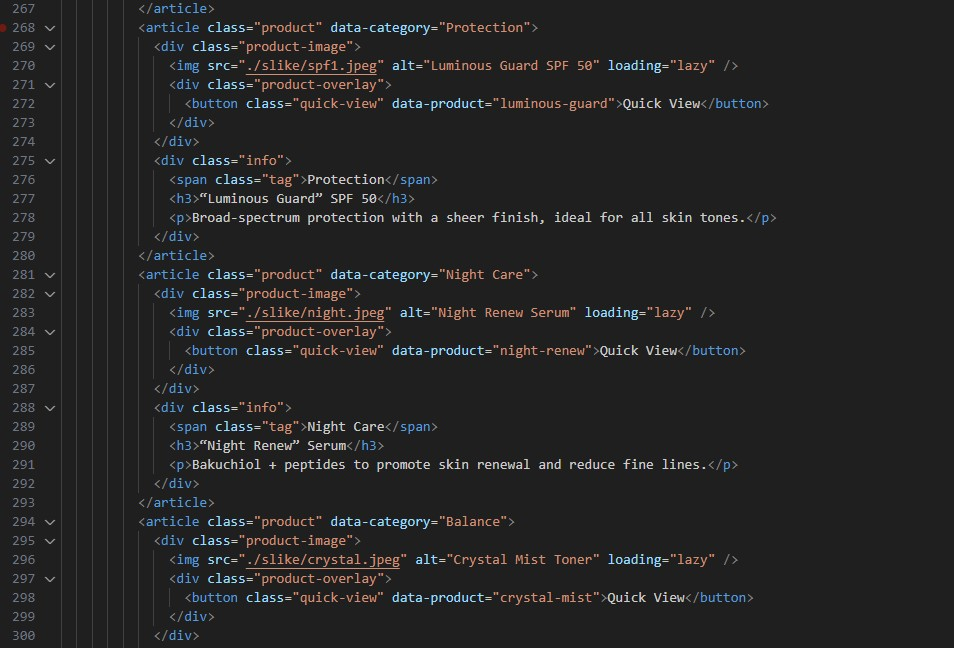 267 </article>
268 <article class="product" data-category="Protection">
269 <div class="product-image">
270 <img src="./slike/spf1.jpeg" alt="Luminous Guard SPF 50" loading="lazy" />
271 <div class="product-overlay">
272 <button class="quick-view" data-product="luminous-guard">Quick View</button>
273 </div>
274 </div>
275 <div class="info">
276 <span class="tag">Protection</span>
277 <h3>“Luminous Guard” SPF 50</h3>
278 <p>Broad-spectrum protection with a sheer finish, ideal for all skin tones.</p>
279 </div>
280 </article>
281 <article class="product" data-category="Night Care">
282 <div class="product-image">
283 <img src="./slike/night.jpeg" alt="Night Renew Serum" loading="lazy" />
284 <div class="product-overlay">
285 <button class="quick-view" data-product="night-renew">Quick View</button>
286 </div>
287 </div>
288 <div class="info">
289 <span class="tag">Night Care</span>
290 <h3>“Night Renew” Serum</h3>
291 <p>Bakuchiol + peptides to promote skin renewal and reduce fine lines.</p>
292 </div>
293 </article>
294 <article class="product" data-category="Balance">
295 <div class="product-image">
296 <img src="./slike/crystal.jpeg" alt="Crystal Mist Toner" loading="lazy" />
297 <div class="product-overlay">
298 <button class="quick-view" data-product="crystal-mist">Quick View</button>
299 </div>
300 </div>